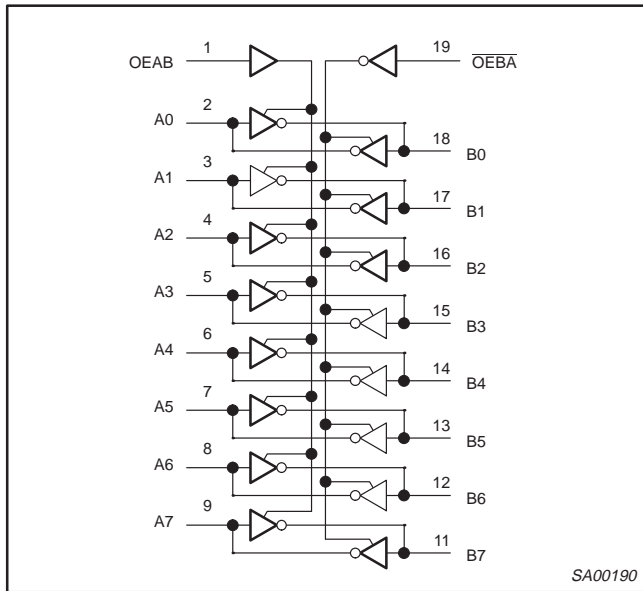 OEAB 1 19 OEBA
A0 2
18 B0
A1 3
17 B1
A2 4
16 B2
A3 5
15 B3
A4 6
14 B4
A5 7
13 B5
A6 8
12 B6
A7 9
11 B7
SA00190